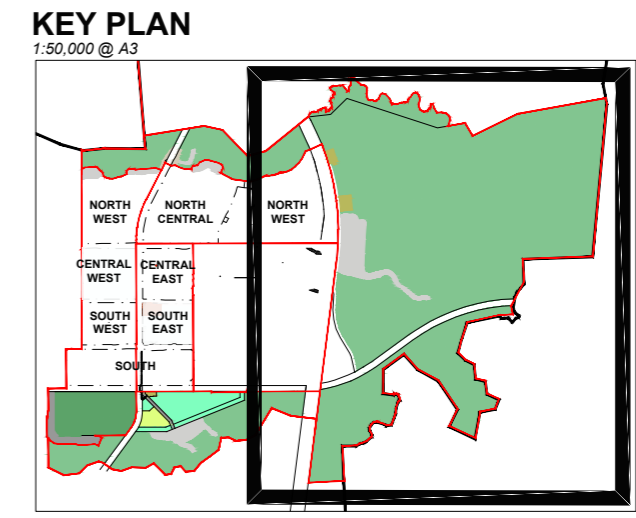 KEY PLAN
1:50,000 @ A3
NORTH
WEST
NORTH
CENTRAL
NORTH
WEST
CENTRAL
WEST
CENTRAL
EAST
SOUTH
WEST
SOUTH
EAST
SOUTH